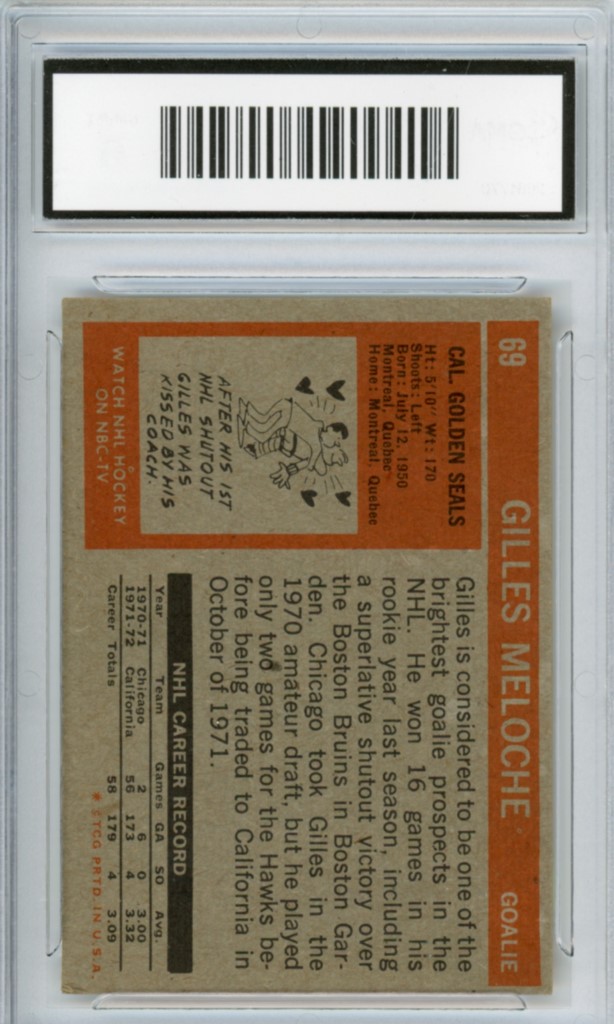 69 GILLES MELOCHE GOALIE
CAL. GOLDEN SEALS
Ht: 5'10" Wt: 170
Shoots: Left
Born: July 12, 1950
Montreal, Quebec
Home: Montreal, Quebec
AFTER HIS 1ST
NHL SHUTOUT
GILLES WAS
KISSED BY HIS
COACH.
WATCH NHL HOCKEY
ON NBC-TV
Gilles is considered to be one of the
brightest goalie prospects in the
NHL. He won 16 games in his
rookie year last season, including
a superlative shutout victory over
the Boston Bruins in Boston Gar-
den. Chicago took Gilles in the
1970 amateur draft, but he played
only two games for the Hawks be-
fore being traded to California in
October of 1971.
NHL CAREER RECORD
Year Team Games GA SO Avg.
1970-71 Chicago 2 6 0 3.00
1971-72 California 56 173 4 3.32
Career Totals 58 179 4 3.09
* ©TCG PRTD. IN U.S.A.